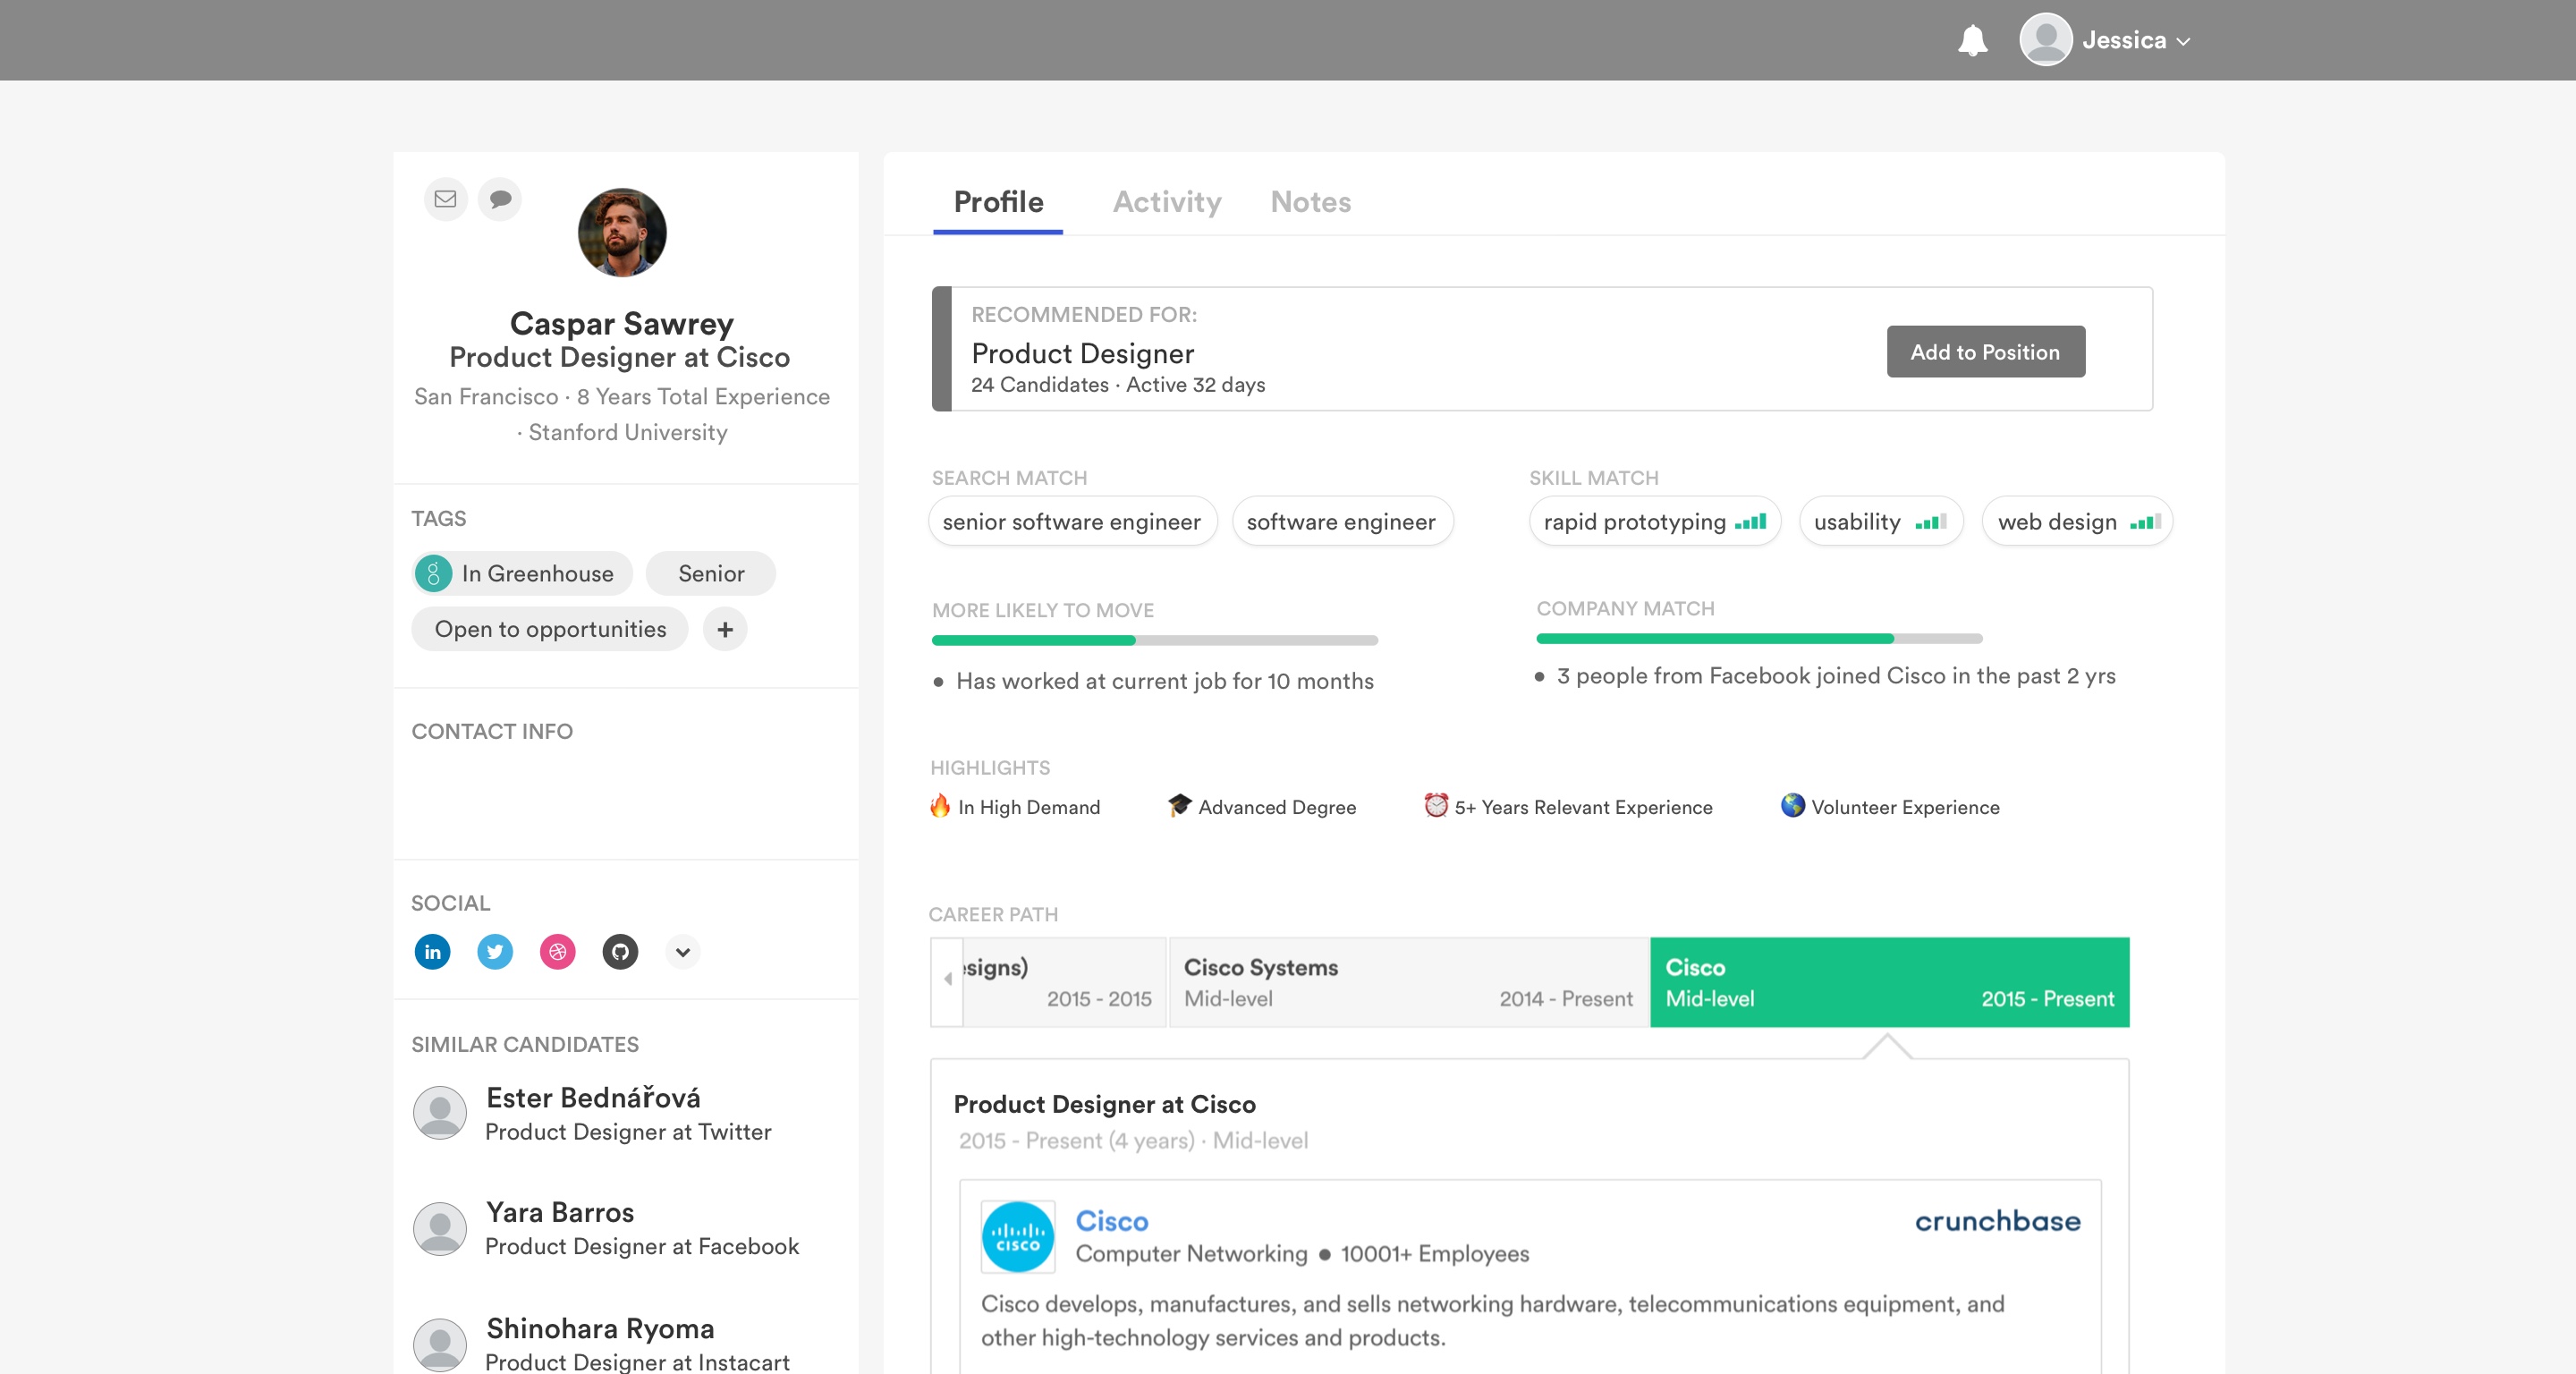 Jessica
Caspar Sawrey
Product Designer at Cisco
San Francisco · 8 Years Total Experience
· Stanford University
TAGS
In Greenhouse
Senior
Open to opportunities
+
CONTACT INFO
SOCIAL
in
SIMILAR CANDIDATES
Ester Bednářová
Product Designer at Twitter
Yara Barros
Product Designer at Facebook
Shinohara Ryoma
Product Designer at Instacart
Profile
Activity
Notes
RECOMMENDED FOR:
Product Designer
24 Candidates · Active 32 days
Add to Position
SEARCH MATCH
senior software engineer
software engineer
SKILL MATCH
rapid prototyping
usability
web design
MORE LIKELY TO MOVE
• Has worked at current job for 10 months
COMPANY MATCH
• 3 people from Facebook joined Cisco in the past 2 yrs
HIGHLIGHTS
In High Demand
Advanced Degree
5+ Years Relevant Experience
Volunteer Experience
CAREER PATH
esigns)
2015 - 2015
Cisco Systems
Mid-level
2014 - Present
Cisco
Mid-level
2015 - Present
Product Designer at Cisco
2015 - Present (4 years) · Mid-level
CISCO
Cisco
crunchbase
Computer Networking • 10001+ Employees
Cisco develops, manufactures, and sells networking hardware, telecommunications equipment, and
other high-technology services and products.